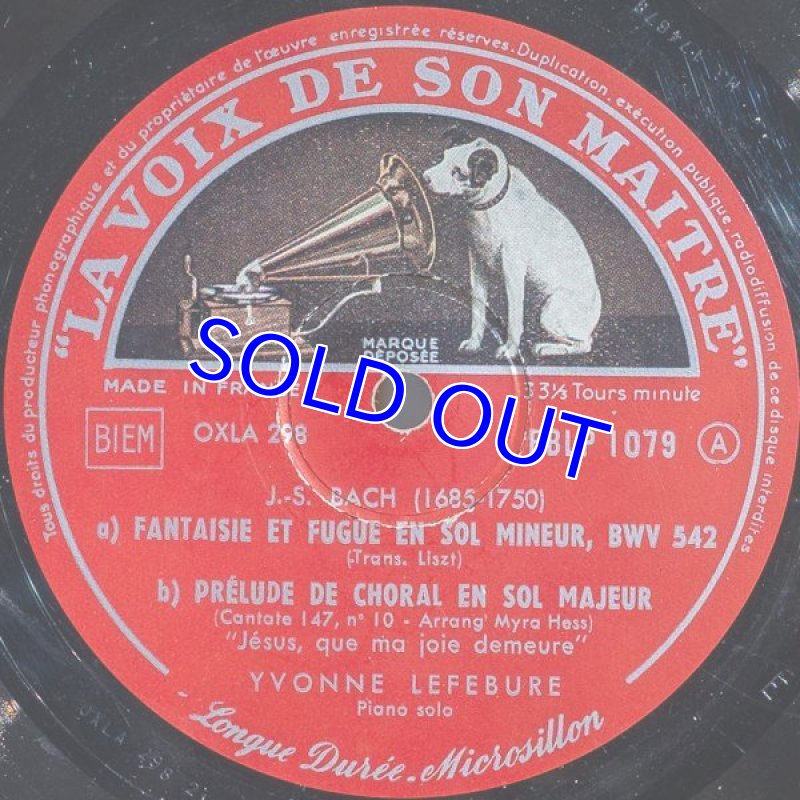 Tous droits du producteur phonographique et du propriétaire de l'œuvre enregistrée réservés. Duplication, exécution publique, radiodiffusion de ce disque interdites
"LA VOIX DE SON MAITRE"
MARQUE
DÉPOSÉE
MADE IN FRANCE 33⅓ Tours minute
SOLD OUT
BIEM OXLA 298 FBLP 1079 A
J.-S. BACH (1685-1750)
a) FANTAISIE ET FUGUE EN SOL MINEUR, BWV 542
(Trans. Liszt)
b) PRÉLUDE DE CHORAL EN SOL MAJEUR
(Cantate 147, n° 10 - Arrangt Myra Hess)
"Jésus, que ma joie demeure"
YVONNE LEFEBURE
Piano solo
- Longue Durée - Microsillon